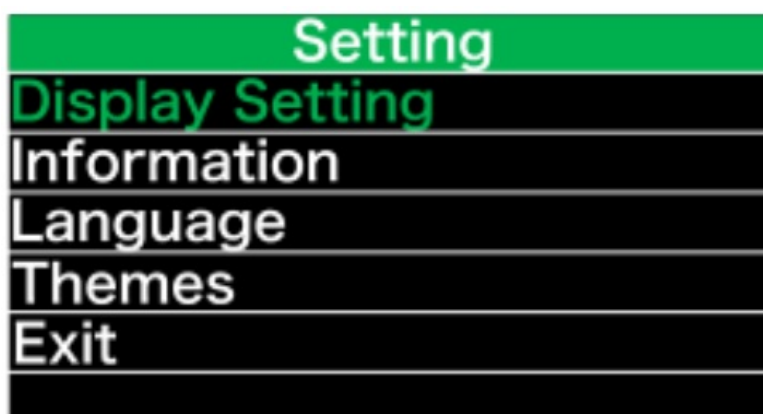 Setting
Display Setting
Information
Language
Themes
Exit